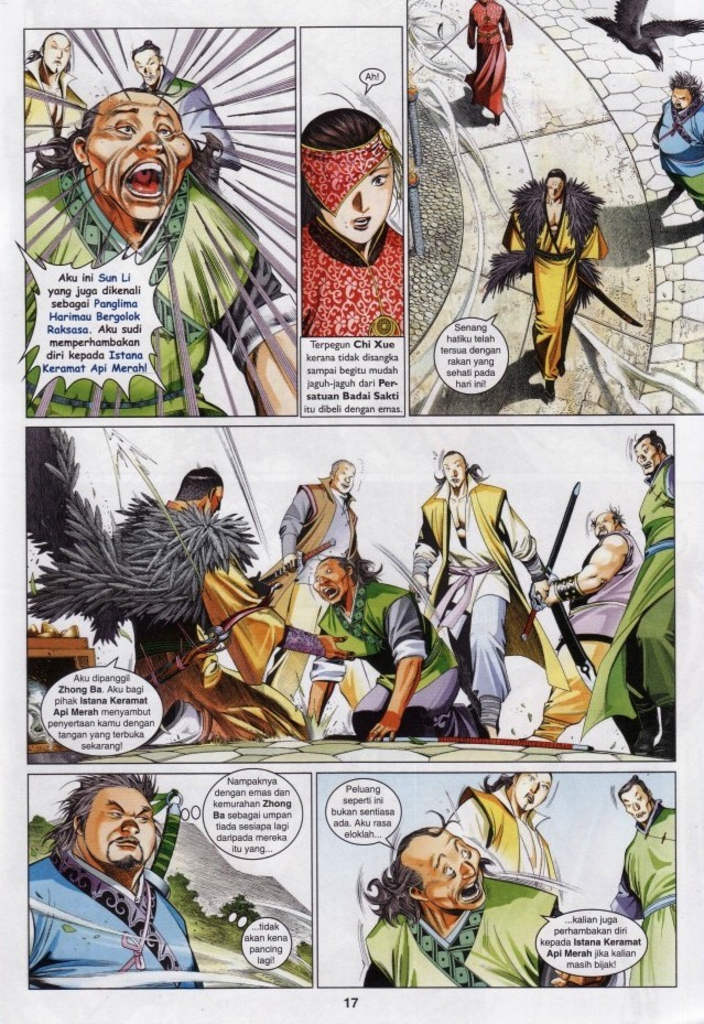 Aku ini Sun Li
yang juga dikenali
sebagai Panglima
Harimau Bergolok
Raksasa. Aku sudi
memperhambakan
diri kepada Istana
Keramat Api Merah!
Ah!
Terpegun Chi Xue
kerana tidak disangka
sampai begitu mudah
jaguh-jaguh dari Per-
satuan Badai Sakti
itu dibeli dengan emas.
Senang
hatiku telah
tersua dengan
rakan yang
sehati pada
hari ini!
Aku dipanggil
Zhong Ba. Aku bagi
pihak Istana Keramat
Api Merah menyambut
penyertaan kamu dengan
tangan yang terbuka
sekarang!
Nampaknya
dengan emas dan
kemurahan Zhong
Ba sebagai umpan
tiada sesiapa lagi
daripada mereka
itu yang...
...tidak
akan kena
pancing
lagi!
Peluang
seperti ini
bukan sentiasa
ada. Aku rasa
eloklah...
...kalian juga
perhambakan diri
kepada Istana Keramat
Api Merah jika kalian
masih bijak!
17